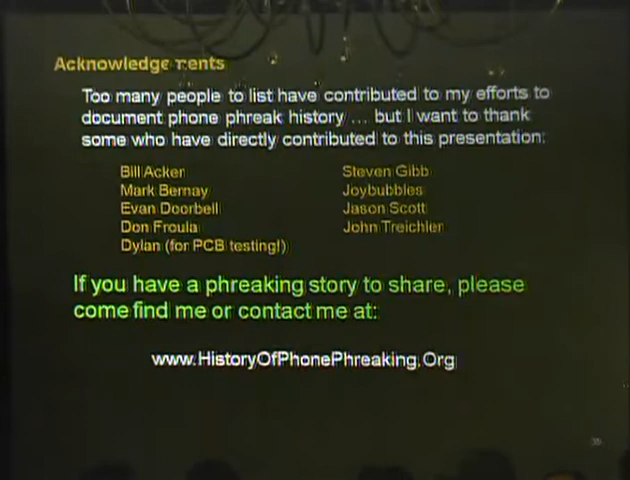 Acknowledgements
Too many people to list have contributed to my efforts to
document phone phreak history ... but I want to thank
some who have directly contributed to this presentation:
Bill Acker
Mark Bernay
Evan Doorbell
Don Froula
Dylan (for PCB testing!)
Steven Gibb
Joybubbles
Jason Scott
John Treichler
If you have a phreaking story to share, please
come find me or contact me at:
www.HistoryOfPhonePhreaking.Org